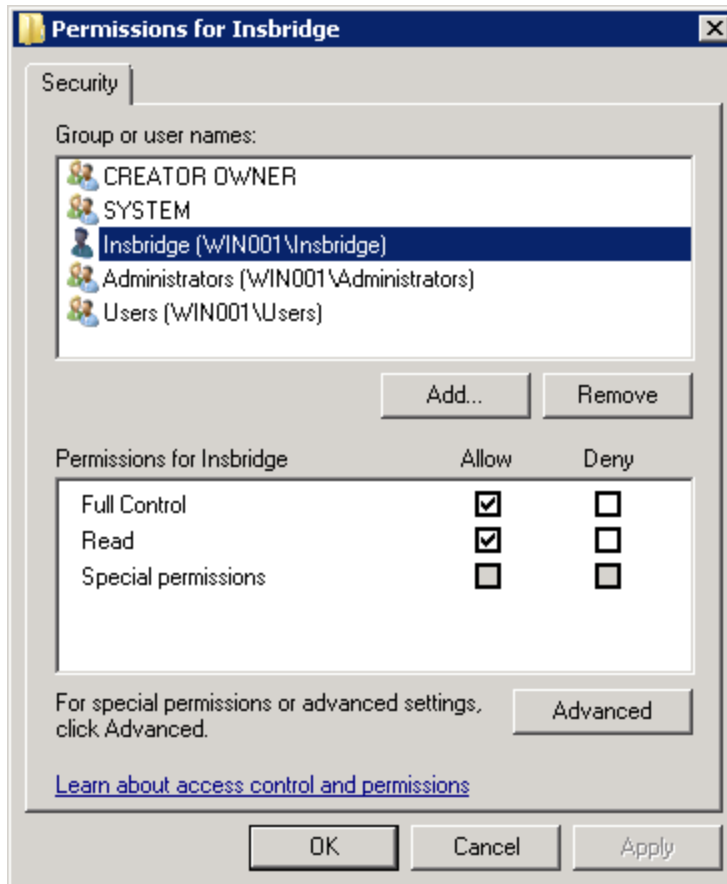 Permissions for Insbridge
Security
Group or user names:
CREATOR OWNER
SYSTEM
Insbridge (WIN001\Insbridge)
Administrators (WIN001\Administrators)
Users (WIN001\Users)
Add... Remove
Permissions for Insbridge Allow Deny
Full Control
Read
Special permissions
For special permissions or advanced settings,
click Advanced.
Advanced
Learn about access control and permissions
OK Cancel Apply